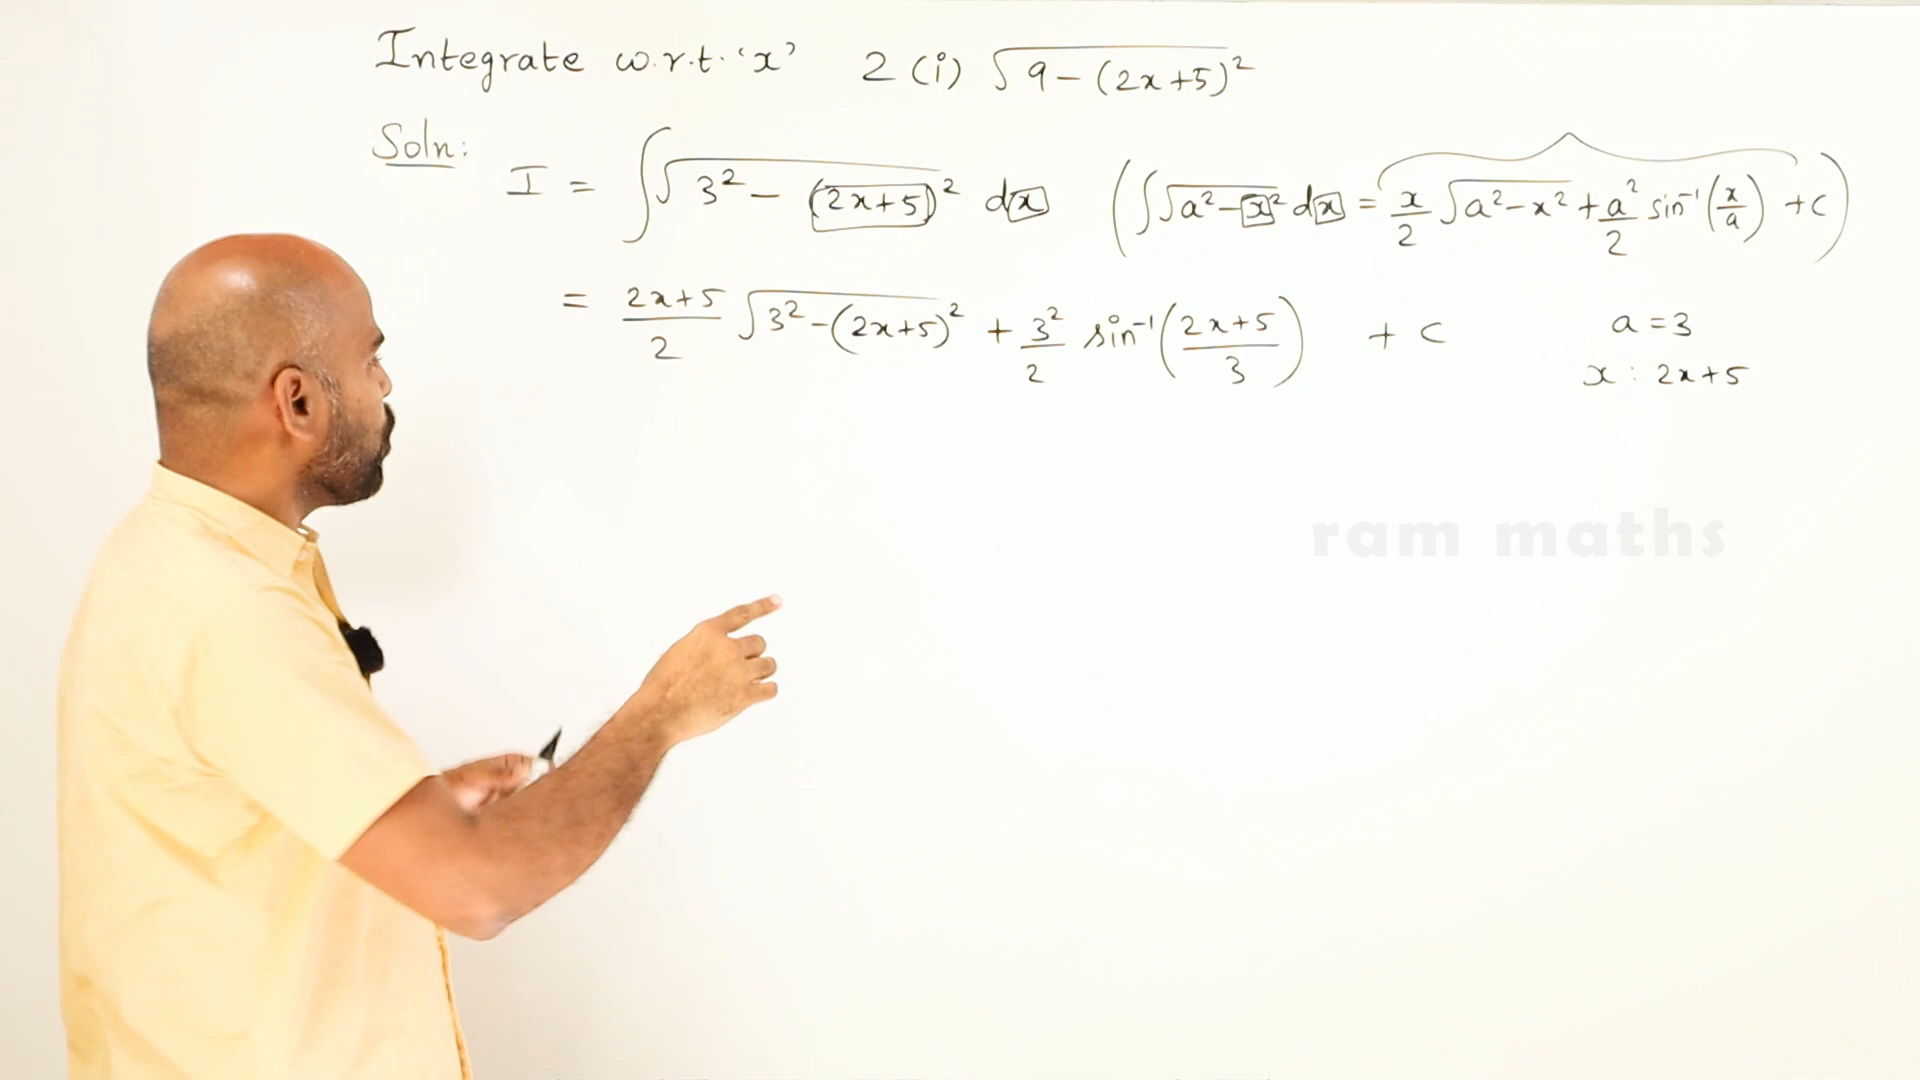 Integrate w.r.t. ‘x’ 2 (i) √(9 – (2x+5)²)
Soln:
I = ∫√(3² – (2x+5)²) dx (∫√(a²–x²) dx = x/2 √(a²–x²) + a²/2 sin⁻¹(x/a) + c)
= (2x+5)/2 √(3²–(2x+5)²) + 3²/2 sin⁻¹((2x+5)/3) + c a = 3
x : 2x+5
ram maths